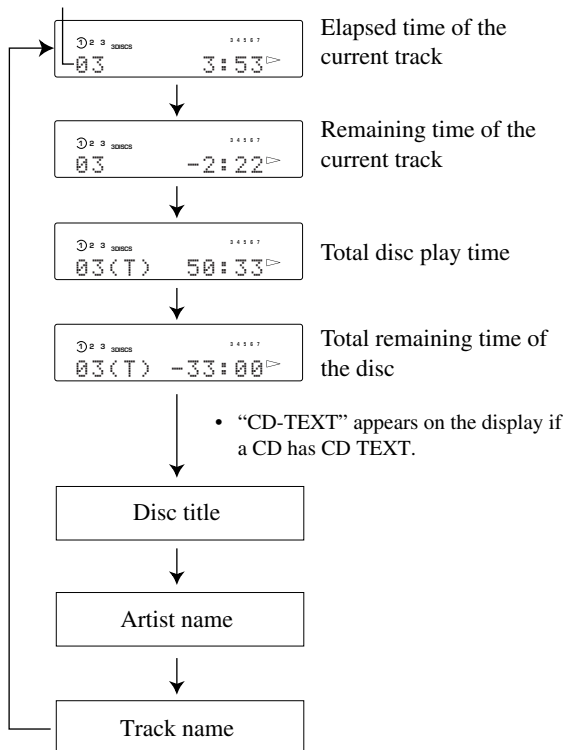 ① 2 3 3DISCS 3 4 5 6 7
03 3:53
Elapsed time of the
current track
① 2 3 3DISCS 3 4 5 6 7
03 -2:22
Remaining time of the
current track
① 2 3 3DISCS 3 4 5 6 7
03(T) 50:33
Total disc play time
① 2 3 3DISCS 3 4 5 6 7
03(T) -33:00
Total remaining time of
the disc
• “CD-TEXT” appears on the display if
a CD has CD TEXT.
Disc title
Artist name
Track name